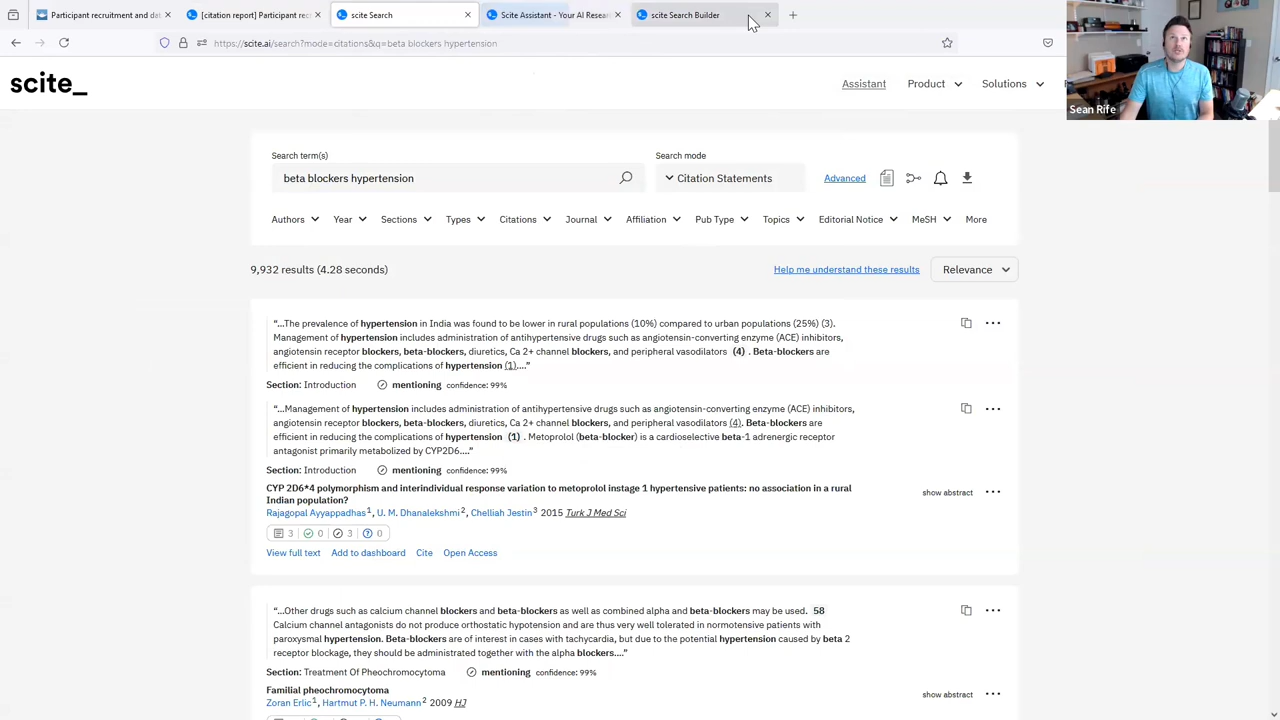 Participant recruitment and dat
[citation report] Participant recr
scite Search
Scite Assistant - Your AI Resear
scite Search Builder
https://scite.ai/search?mode=citations&q=beta blockers hypertension
scite_
Assistant
Product
Solutions
Sean Rife
Search term(s)
Search mode
beta blockers hypertension
Citation Statements
Advanced
Authors
Year
Sections
Types
Citations
Journal
Affiliation
Pub Type
Topics
Editorial Notice
MeSH
More
9,932 results (4.28 seconds)
Help me understand these results
Relevance
“...The prevalence of hypertension in India was found to be lower in rural populations (10%) compared to urban populations (25%) (3).
Management of hypertension includes administration of antihypertensive drugs such as angiotensin-converting enzyme (ACE) inhibitors,
angiotensin receptor blockers, beta-blockers, diuretics, Ca 2+ channel blockers, and peripheral vasodilators (4) . Beta-blockers are
efficient in reducing the complications of hypertension (1)....”
Section: Introduction
mentioning confidence: 99%
“...Management of hypertension includes administration of antihypertensive drugs such as angiotensin-converting enzyme (ACE) inhibitors,
angiotensin receptor blockers, beta-blockers, diuretics, Ca 2+ channel blockers, and peripheral vasodilators (4). Beta-blockers are
efficient in reducing the complications of hypertension (1) . Metoprolol (beta-blocker) is a cardioselective beta-1 adrenergic receptor
antagonist primarily metabolized by CYP2D6....”
Section: Introduction
mentioning confidence: 99%
CYP 2D6*4 polymorphism and interindividual response variation to metoprolol instage 1 hypertensive patients: no association in a rural
Indian population?
show abstract
Rajagopal Ayyappadhas1, U. M. Dhanalekshmi2, Chelliah Jestin3 2015 Turk J Med Sci
3 0 3 0
View full text
Add to dashboard
Cite
Open Access
“...Other drugs such as calcium channel blockers and beta-blockers as well as combined alpha and beta-blockers may be used. 58
Calcium channel antagonists do not produce orthostatic hypotension and are thus very well tolerated in normotensive patients with
paroxysmal hypertension. Beta-blockers are of interest in cases with tachycardia, but due to the potential hypertension caused by beta 2
receptor blockage, they should be administrated together with the alpha blockers....”
Section: Treatment Of Pheochromocytoma
mentioning confidence: 99%
Familial pheochromocytoma
show abstract
Zoran Erlic1, Hartmut P. H. Neumann2 2009 HJ